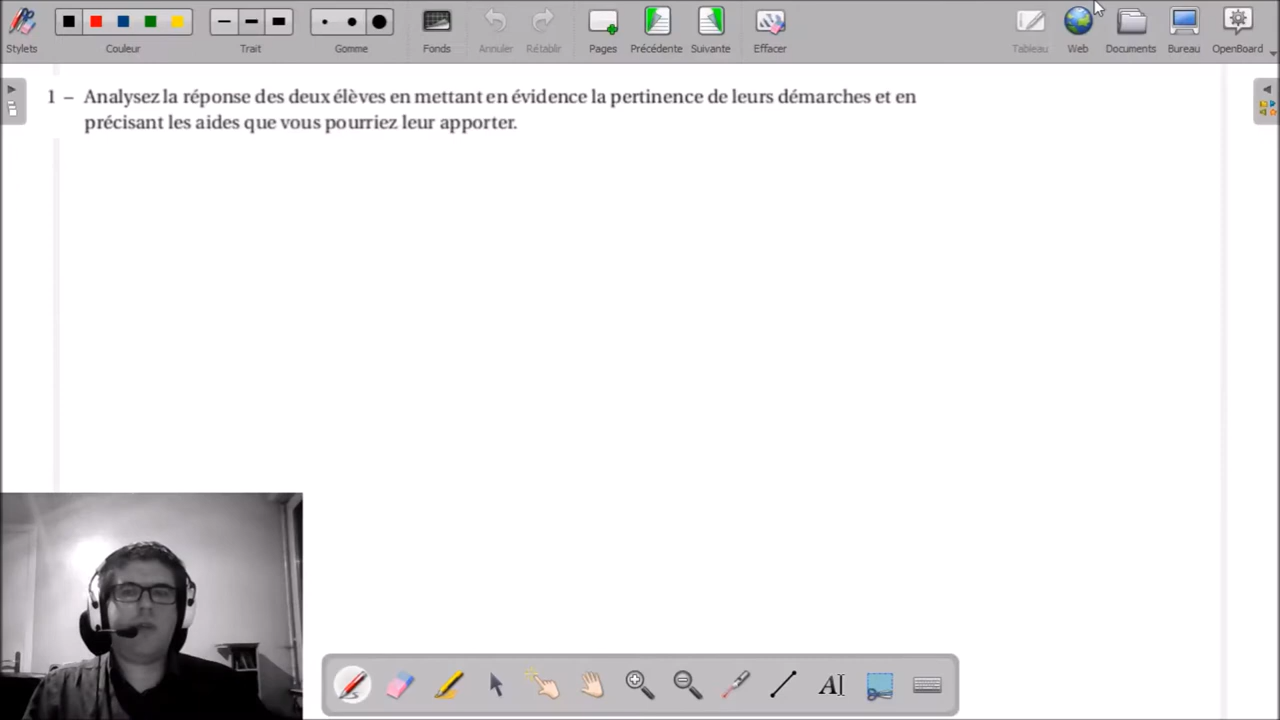 Stylets
Couleur
Trait
Gomme
Fonds
Annuler
Rétablir
Pages
Précédente
Suivante
Effacer
Tableau
Web
Documents
Bureau
OpenBoard
1 – Analysez la réponse des deux élèves en mettant en évidence la pertinence de leurs démarches et en
précisant les aides que vous pourriez leur apporter.
AI